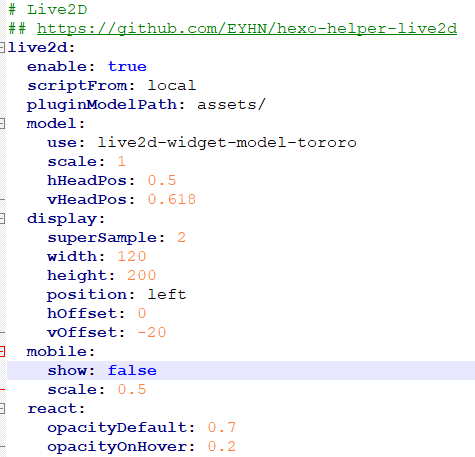 # Live2D
## https://github.com/EYHN/hexo-helper-live2d
live2d:
  enable: true
  scriptFrom: local
  pluginModelPath: assets/
  model:
    use: live2d-widget-model-tororo
    scale: 1
    hHeadPos: 0.5
    vHeadPos: 0.618
  display:
    superSample: 2
    width: 120
    height: 200
    position: left
    hOffset: 0
    vOffset: -20
  mobile:
    show: false
    scale: 0.5
  react:
    opacityDefault: 0.7
    opacityOnHover: 0.2